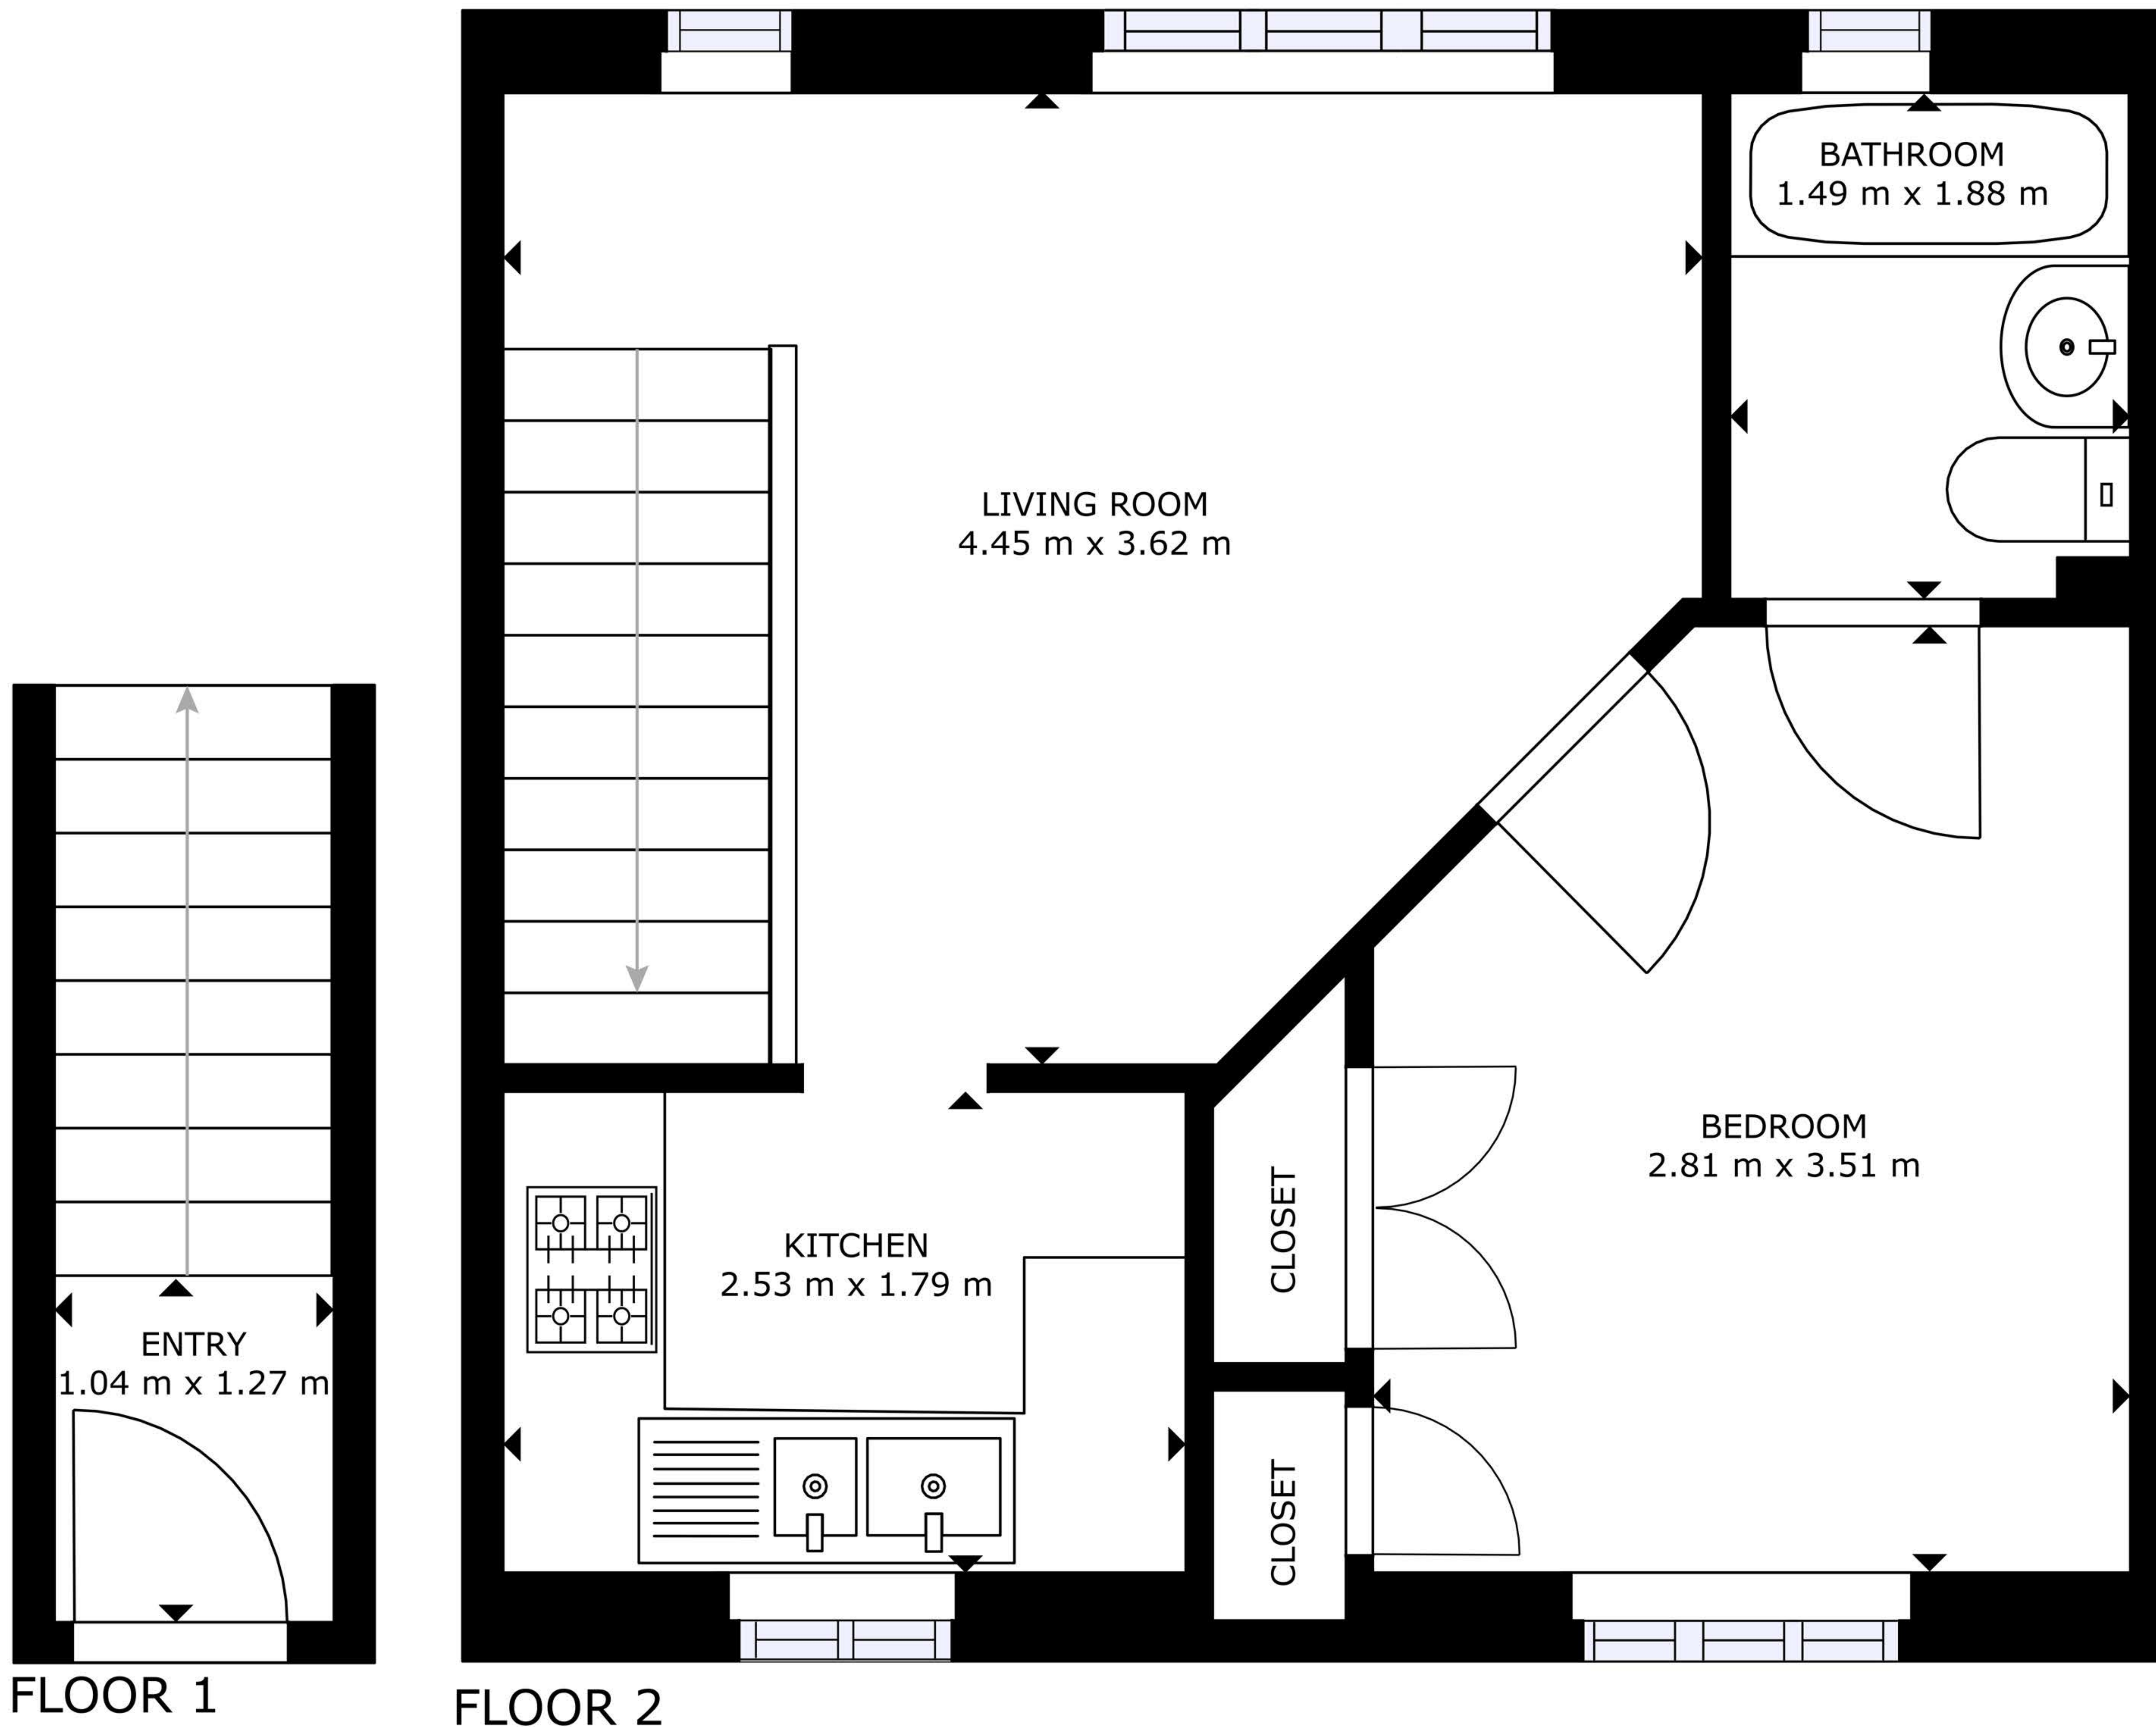 BATHROOM
1.49 m x 1.88 m
LIVING ROOM
4.45 m x 3.62 m
BEDROOM
2.81 m x 3.51 m
CLOSET
KITCHEN
2.53 m x 1.79 m
ENTRY
1.04 m x 1.27 m
CLOSET
FLOOR 1
FLOOR 2